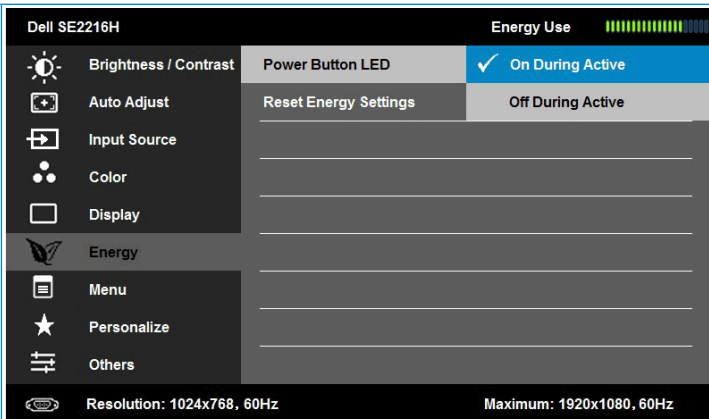 Dell SE2216H Energy Use
Brightness / Contrast Power Button LED On During Active
Auto Adjust Reset Energy Settings Off During Active
Input Source
Color
Display
Energy
Menu
Personalize
Others
Resolution: 1024x768, 60Hz Maximum: 1920x1080, 60Hz